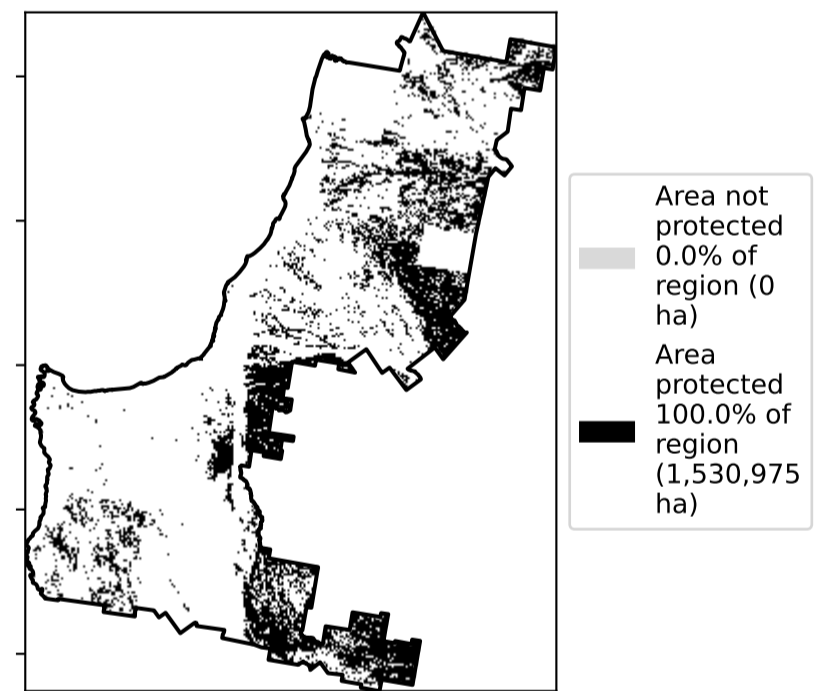 Area not
protected
0.0% of
region (0
ha)
Area
protected
100.0% of
region
(1,530,975
ha)